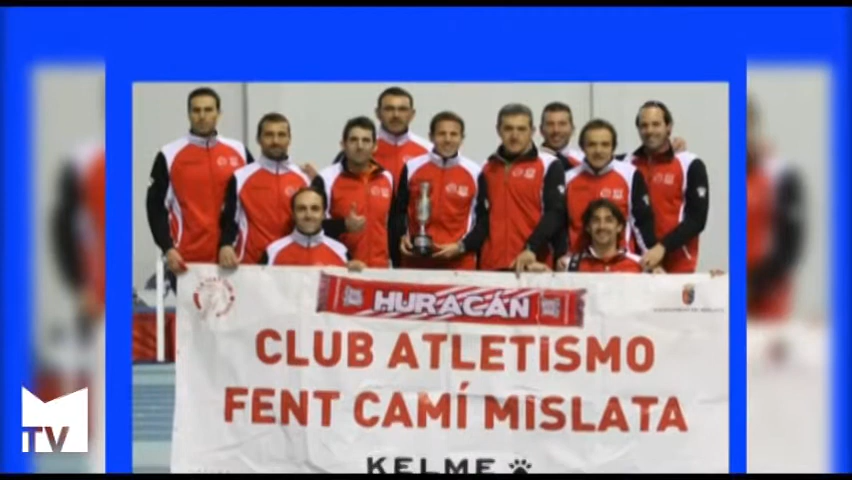 HURACÁN
CLUB ATLETISMO
FENT CAMÍ MISLATA
KELME
TV